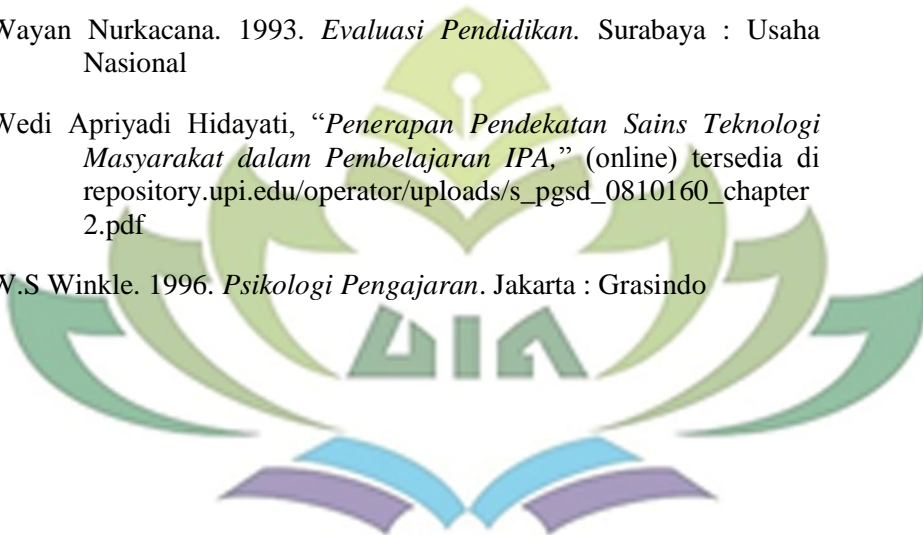 Wayan Nurkacana. 1993. Evaluasi Pendidikan. Surabaya : Usaha
Nasional
Wedi Apriyadi Hidayati, “Penerapan Pendekatan Sains Teknologi
Masyarakat dalam Pembelajaran IPA,” (online) tersedia di
repository.upi.edu/operator/uploads/s_pgsd_0810160_chapter
2.pdf
W.S Winkle. 1996. Psikologi Pengajaran. Jakarta : Grasindo
UIN